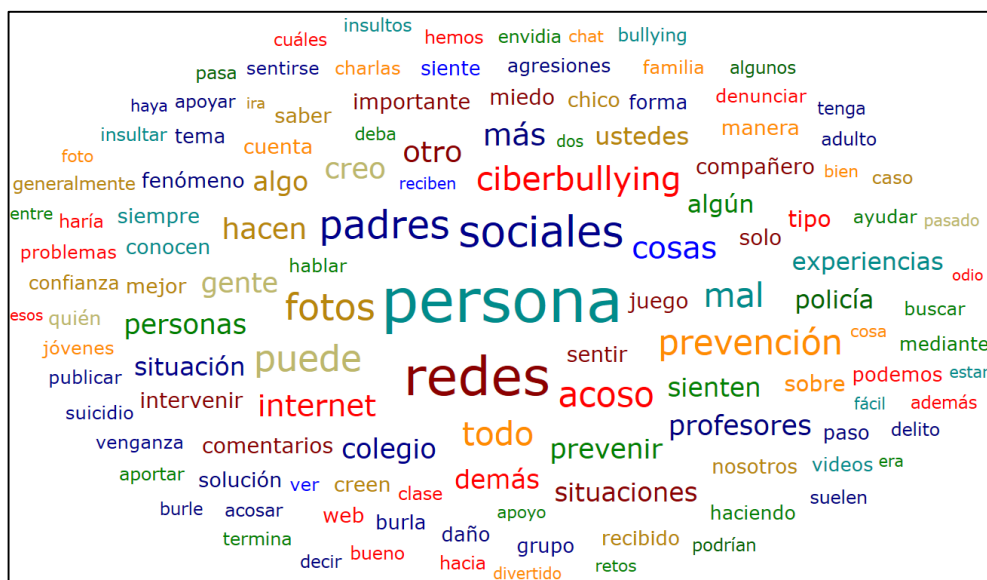 insultos
cuáles hemos envidia chat bullying
pasa sentirse charlas siente agresiones familia algunos
haya apoyar ira saber importante miedo chico forma denunciar tenga
insultar tema cuenta deba más dos ustedes manera adulto
foto creo otro compañero bien
generalmente fenómeno algo reciben ciberbullying caso
entre haría siempre hacen padres sociales algún tipo ayudar pasado
problemas conocen cosas solo experiencias
confianza mejor gente hablar odio
esos quién personas fotos persona juego mal policía buscar
jóvenes situación puede sentir prevención cosa mediante
publicar redes podemos estar
suicidio intervenir internet acoso sienten sobre fácil además
venganza comentarios colegio todo prevenir profesores paso delito
aportar solución ver creen clase demás situaciones nosotros videos era
burle acosar web burla apoyo haciendo suelen
termina daño grupo recibido podrían
decir bueno hacia divertido retos